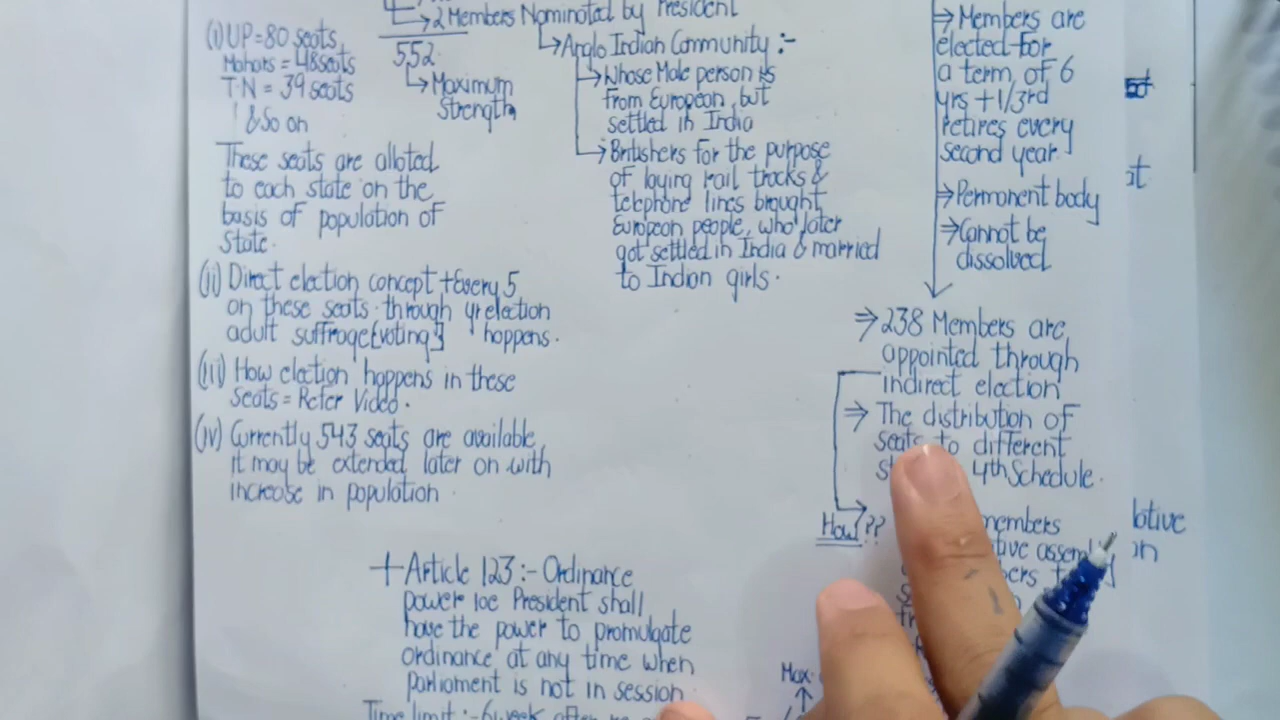 2 Members Nominated by President
552
Maximum
Strength
Anglo Indian Community :-
Whose Male person is
from European, but
settled in India
Britishers for the purpose
of laying rail tracks &
telephone lines brought
European people, who later
got settled in India & married
to Indian girls.
(i) UP = 80 seats
Mahars = 48 seats
T.N = 39 seats
& So on
These seats are alloted
to each state on the
basis of population of
State.
(ii) Direct election concept + Every 5
on these seats through yr election
adult suffrage [voting] happens.
(iii) How election happens in these
Seats = Refer Video.
(iv) Currently 543 seats are available
it may be extended later on with
increase in population
+ Article 123 :- Ordinance
power ice President shall
have the power to promulgate
ordinance at any time when
parliament is not in session
Time limit :- 6 week after
⇒ Members are
elected for
a term of 6
yrs + 1/3rd
retires every
second year
⇒ Permanent body
⇒ Cannot be
dissolved
⇒ 238 Members are
appointed through
indirect election
⇒ The distribution of
seats to different
4th Schedule.
How??
members
Max.